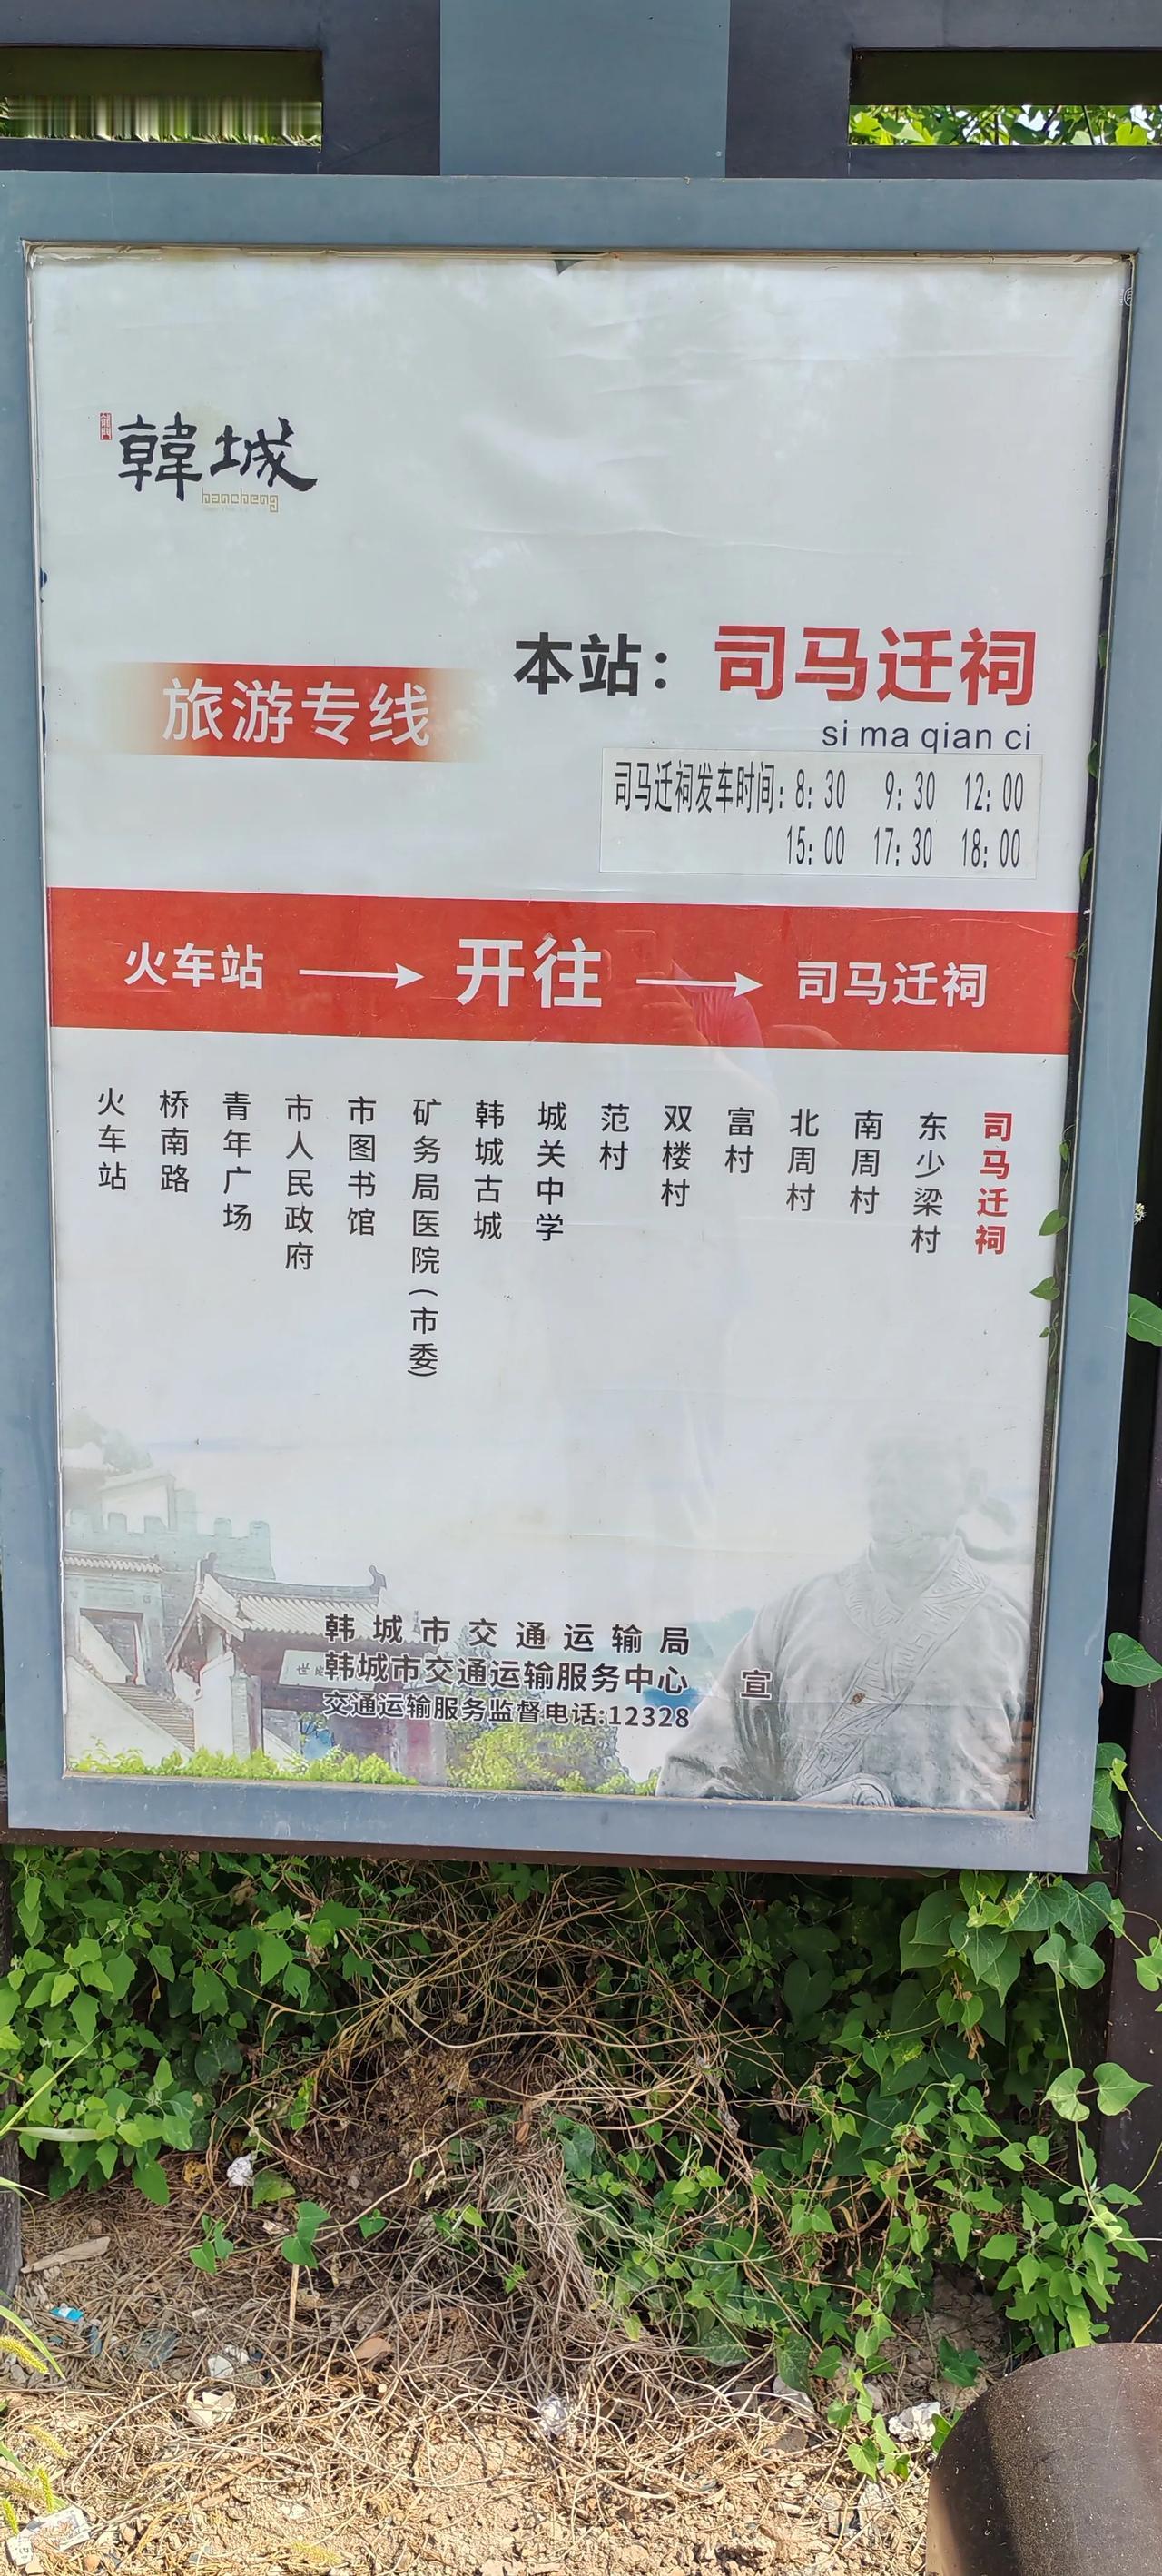 韓城
hancheng
本站：司马迁祠
si ma qian ci
旅游专线
司马迁祠发车时间：8：30 9：30 12：00
15：00 17：30 18：00
火车站 → 开往 → 司马迁祠
火车站
桥南路
青年广场
市人民政府
市图书馆
矿务局医院(市委)
韩城古城
城关中学
范村
双楼村
富村
北周村
南周村
东少梁村
司马迁祠
韩城市交通运输局
韩城市交通运输服务中心 宣
交通运输服务监督电话:12328